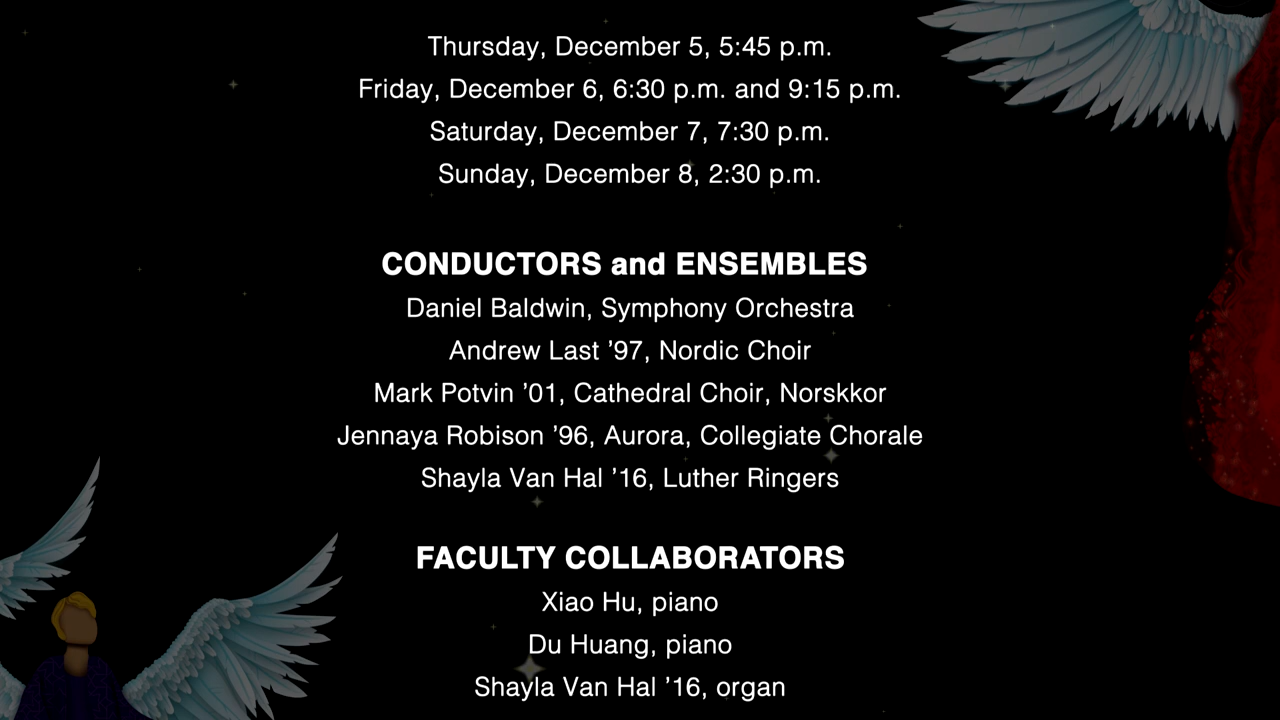 Thursday, December 5, 5:45 p.m.
Friday, December 6, 6:30 p.m. and 9:15 p.m.
Saturday, December 7, 7:30 p.m.
Sunday, December 8, 2:30 p.m.
CONDUCTORS and ENSEMBLES
Daniel Baldwin, Symphony Orchestra
Andrew Last ’97, Nordic Choir
Mark Potvin ’01, Cathedral Choir, Norskkor
Jennaya Robison ’96, Aurora, Collegiate Chorale
Shayla Van Hal ’16, Luther Ringers
FACULTY COLLABORATORS
Xiao Hu, piano
Du Huang, piano
Shayla Van Hal ’16, organ